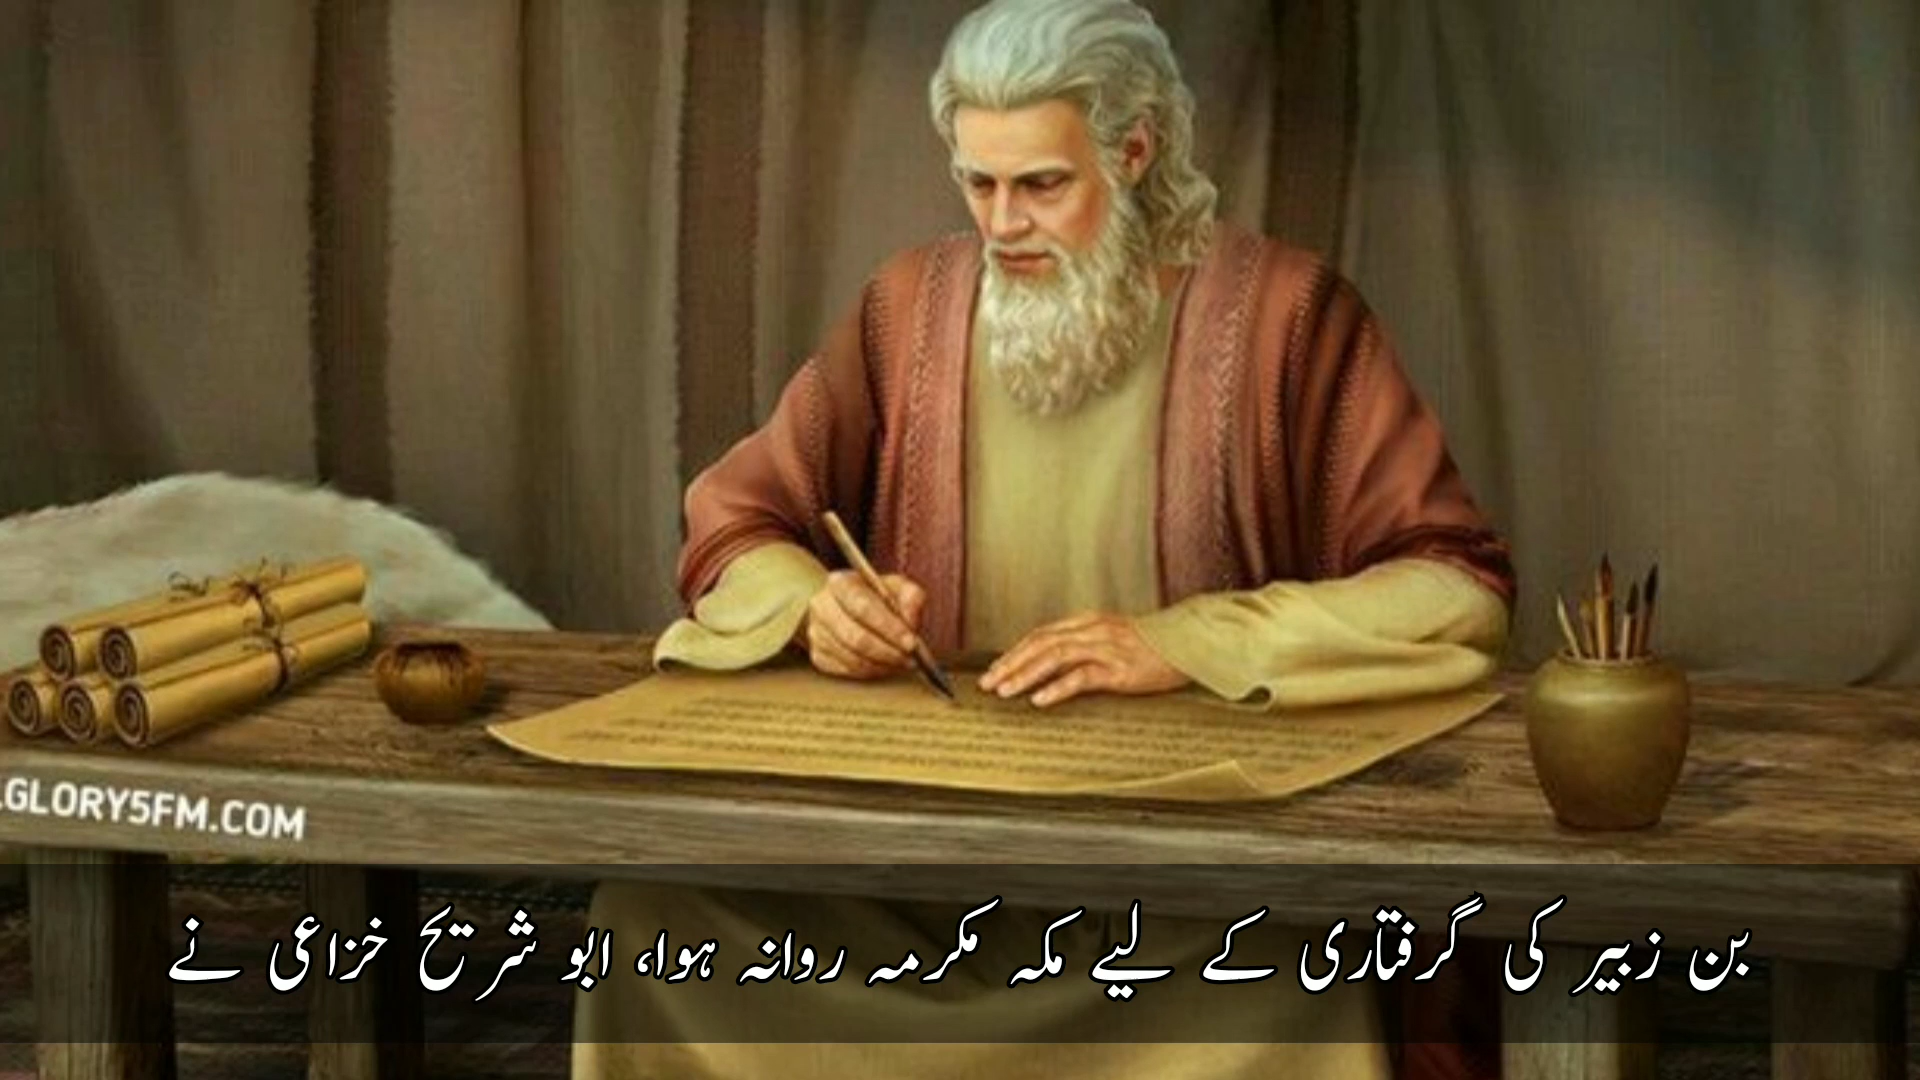 .GLORY5FM.COM
بن زبیر کی گرفتاری کے لیے مکہ مکرمہ روانہ ہوا، ابو شریح خزاعی نے